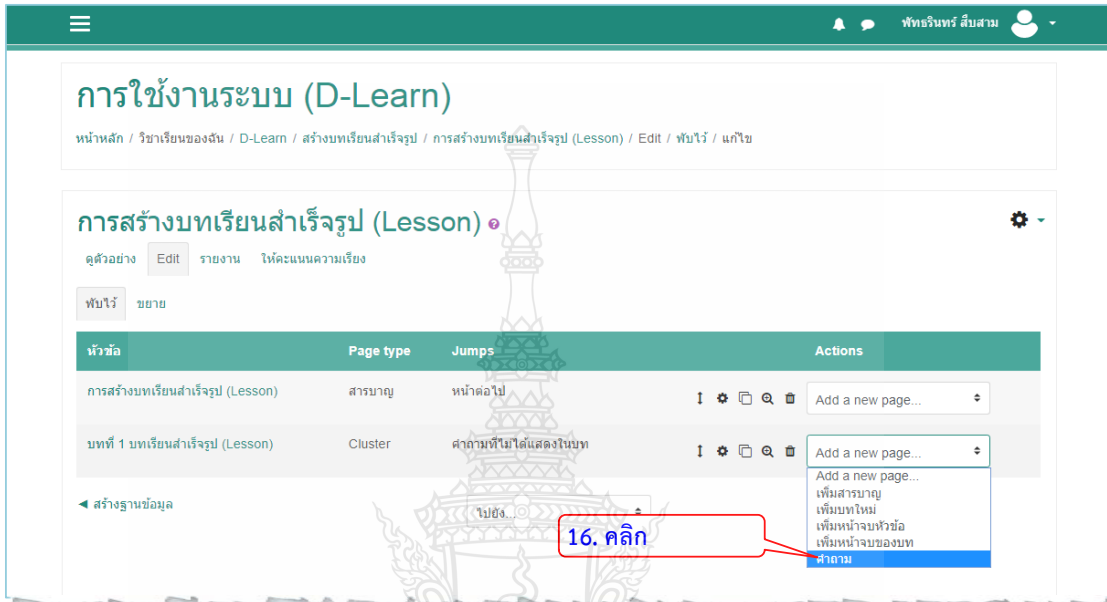 พัทธรินทร์ สืบสาม
การใช้งานระบบ (D-Learn)
หน้าหลัก / วิชาเรียนของฉัน / D-Learn / สร้างบทเรียนสำเร็จรูป / การสร้างบทเรียนสำเร็จรูป (Lesson) / Edit / พับไว้ / แก้ไข
การสร้างบทเรียนสำเร็จรูป (Lesson)
ดูตัวอย่าง Edit รายงาน ให้คะแนนความเรียง
พับไว้ ขยาย
หัวข้อ Page type Jumps Actions
การสร้างบทเรียนสำเร็จรูป (Lesson) สารบาญ หน้าต่อไป Add a new page...
บทที่ 1 บทเรียนสำเร็จรูป (Lesson) Cluster คำถามที่ไม่ได้แสดงในบท Add a new page...
Add a new page...
เพิ่มสารบาญ
เพิ่มบทใหม่
เพิ่มหน้าจบหัวข้อ
เพิ่มหน้าจบของบท
คำถาม
◄ สร้างฐานข้อมูล
ไปยัง...
16. คลิก